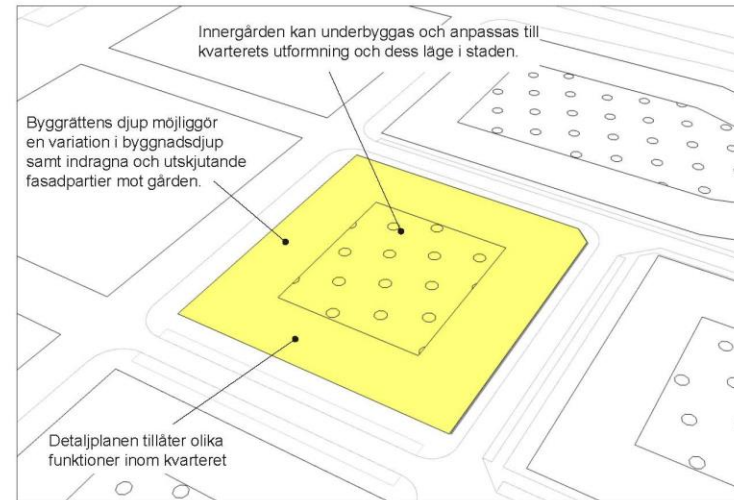 Innergården kan underbyggas och anpassas till
kvarterets utformning och dess läge i staden.
Byggrättens djup möjliggör
en variation i byggnadsdjup
samt indragna och utskjutande
fasadpartier mot gården.
Detaljplanen tillåter olika
funktioner inom kvarteret